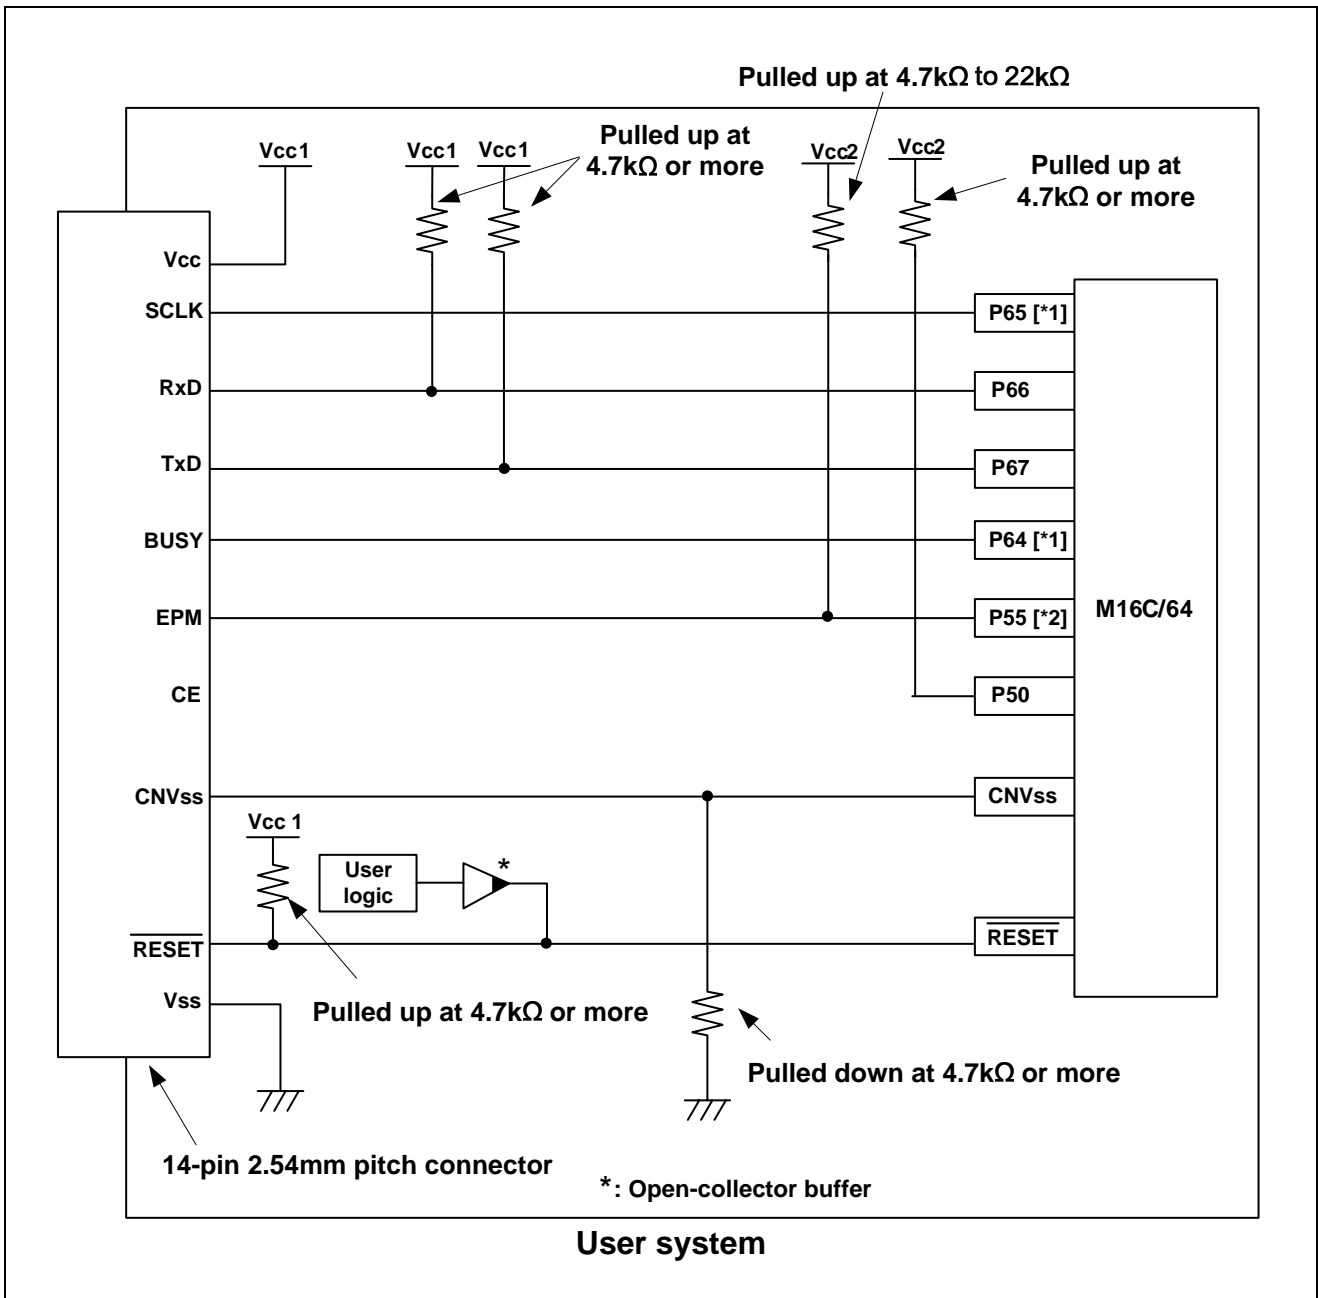 Pulled up at 4.7kΩ to 22kΩ
Vcc1
Vcc1
Vcc1
Pulled up at
4.7kΩ or more
Vcc2
Vcc2
Pulled up at
4.7kΩ or more
Vcc
SCLK
P65 [*1]
RxD
P66
TxD
P67
BUSY
P64 [*1]
EPM
P55 [*2]
M16C/64
CE
P50
CNVss
CNVss
Vcc 1
User
logic
*
RESET
RESET
Vss
Pulled up at 4.7kΩ or more
Pulled down at 4.7kΩ or more
14-pin 2.54mm pitch connector
*: Open-collector buffer
User system